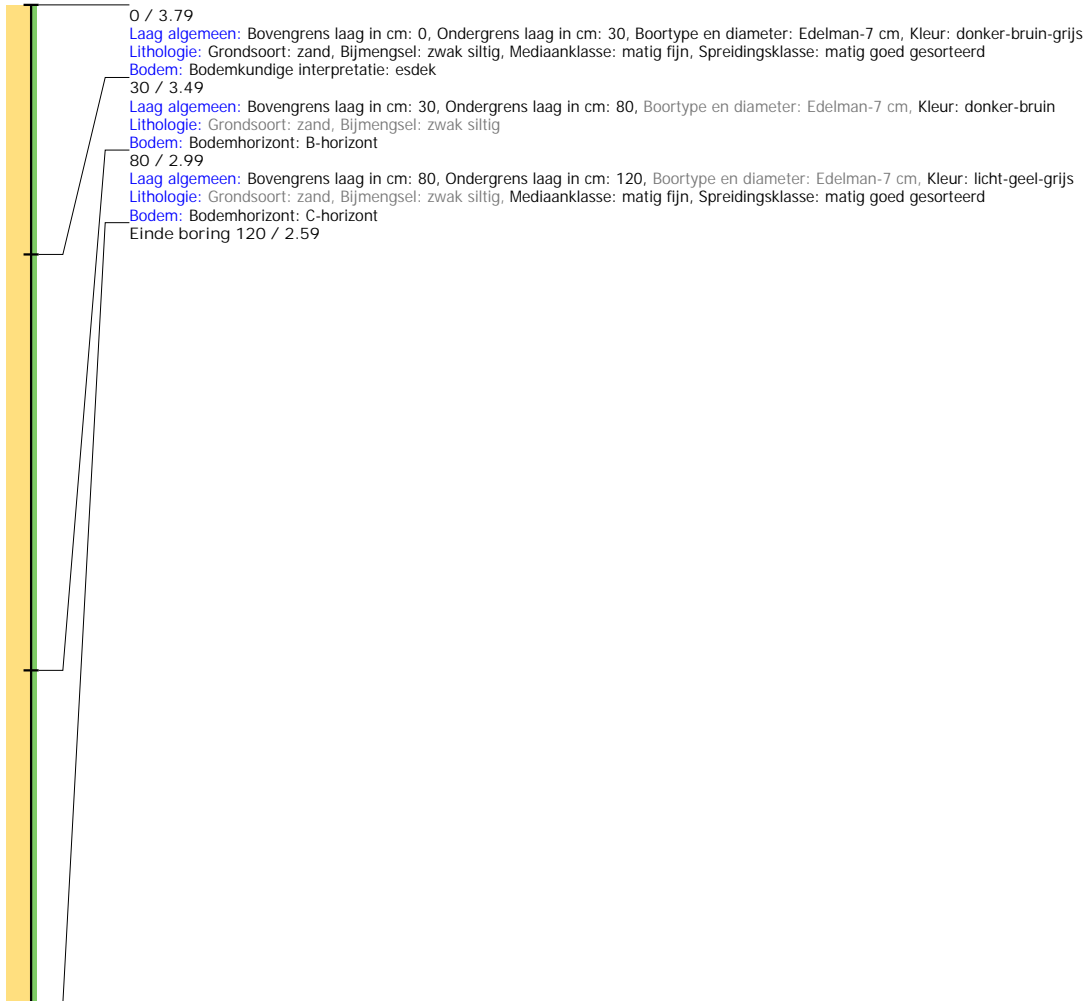 0 / 3.79
Laag algemeen: Bovengrens laag in cm: 0, Ondergrens laag in cm: 30, Boortype en diameter: Edelman-7 cm, Kleur: donker-bruin-grijs
Lithologie: Grondsoort: zand, Bijmengsel: zwak siltig, Mediaanklasse: matig fijn, Spreidingsklasse: matig goed gesorteerd
Bodem: Bodemkundige interpretatie: esdek
30 / 3.49
Laag algemeen: Bovengrens laag in cm: 30, Ondergrens laag in cm: 80, Boortype en diameter: Edelman-7 cm, Kleur: donker-bruin
Lithologie: Grondsoort: zand, Bijmengsel: zwak siltig
Bodem: Bodemhorizont: B-horizont
80 / 2.99
Laag algemeen: Bovengrens laag in cm: 80, Ondergrens laag in cm: 120, Boortype en diameter: Edelman-7 cm, Kleur: licht-geel-grijs
Lithologie: Grondsoort: zand, Bijmengsel: zwak siltig, Mediaanklasse: matig fijn, Spreidingsklasse: matig goed gesorteerd
Bodem: Bodemhorizont: C-horizont
Einde boring 120 / 2.59